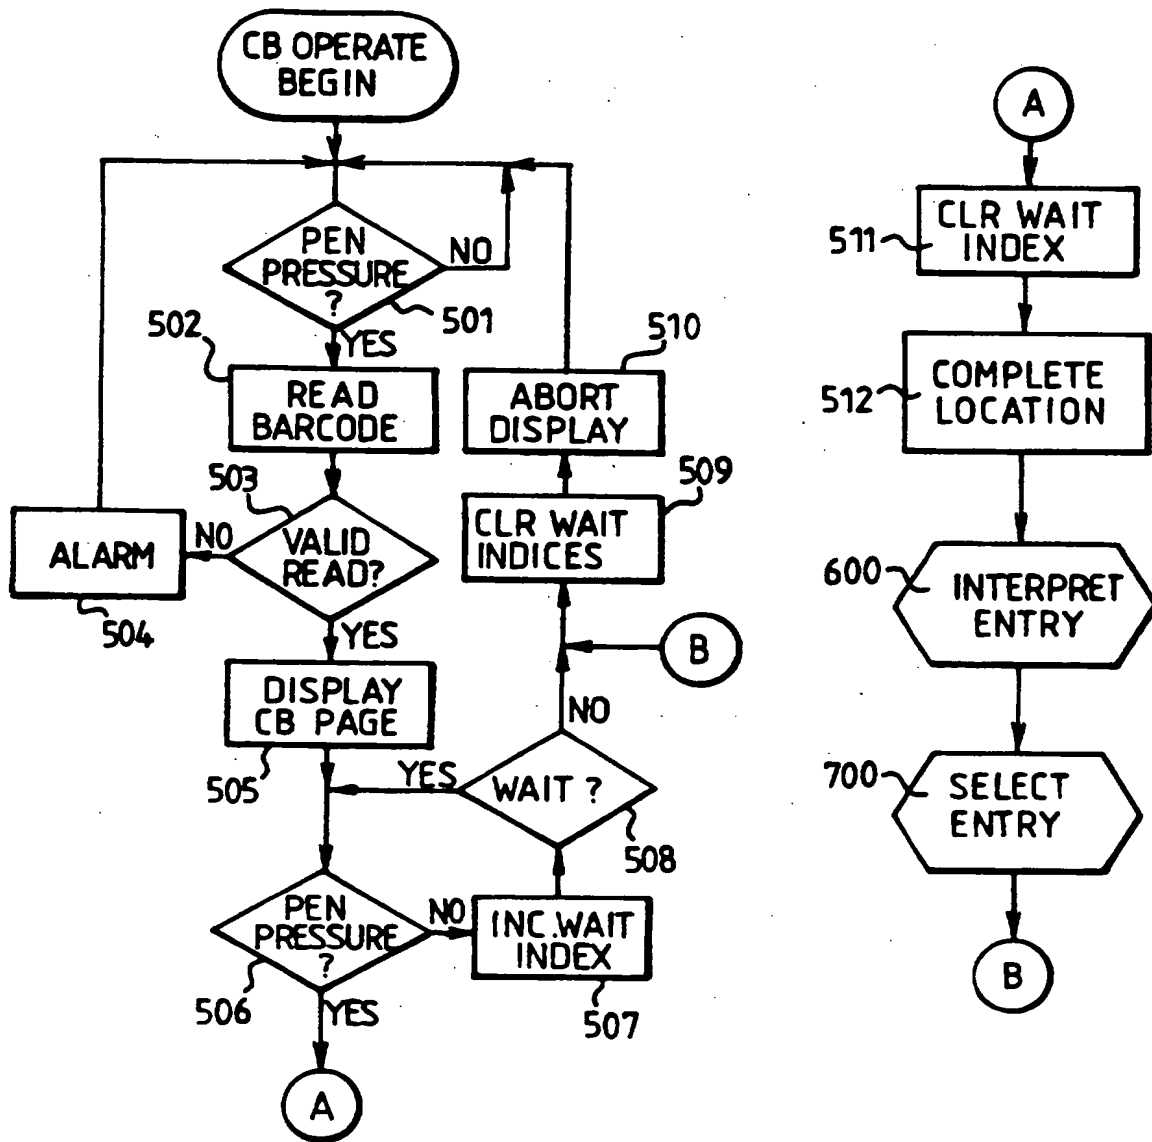 CB OPERATE
BEGIN
PEN
PRESSURE
?
NO
501
YES
502
READ
BARCODE
503
VALID
READ?
NO
ALARM
504
YES
DISPLAY
CB PAGE
505
PEN
PRESSURE
?
506
NO
YES
A
INC.WAIT
INDEX
507
WAIT ?
508
YES
NO
B
CLR WAIT
INDICES
509
ABORT
DISPLAY
510
A
CLR WAIT
INDEX
511
COMPLETE
LOCATION
512
INTERPRET
ENTRY
600
SELECT
ENTRY
700
B